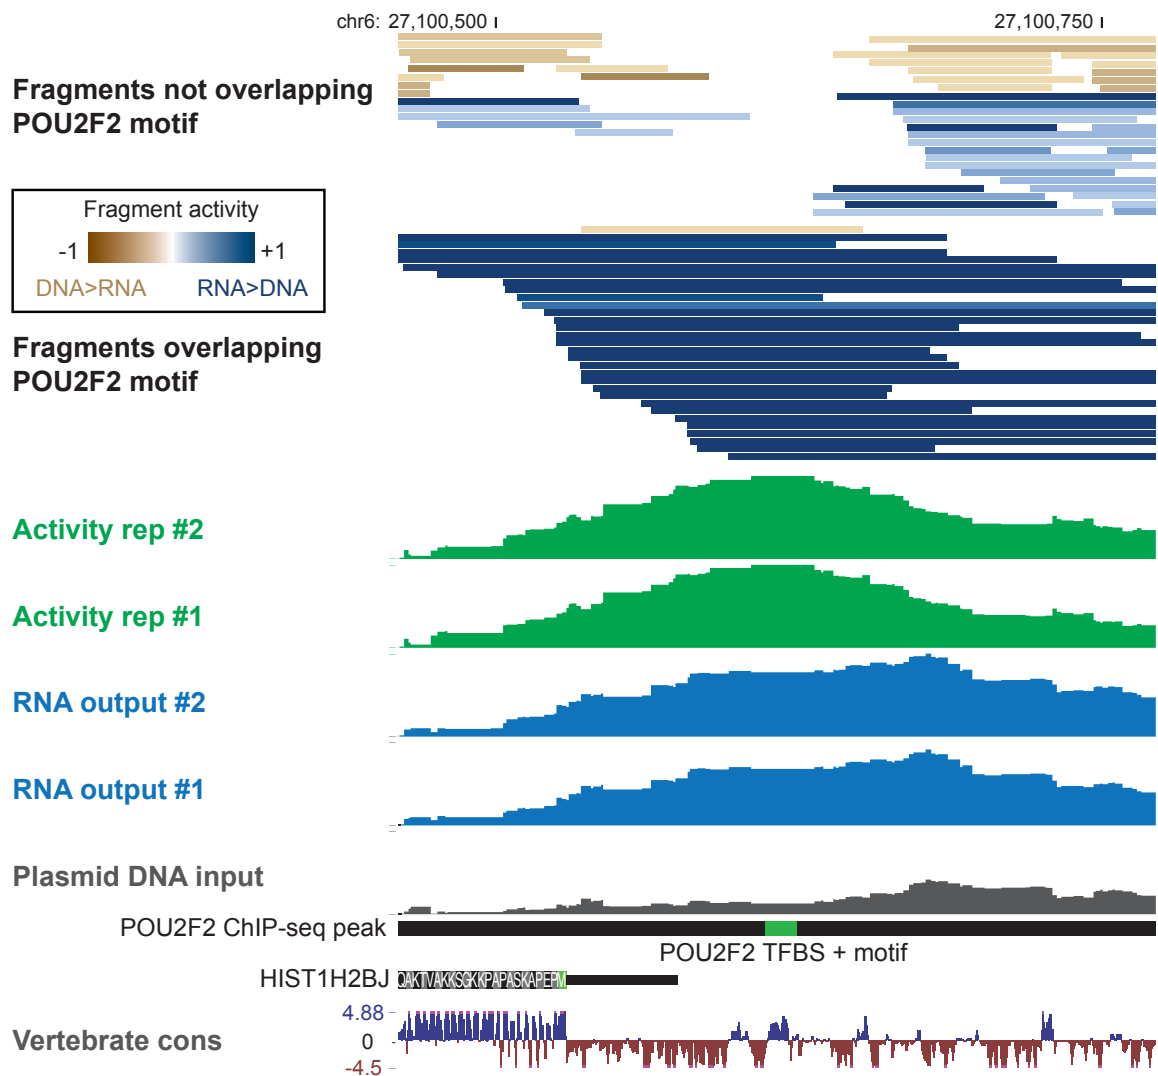 chr6: 27,100,500 27,100,750
Fragments not overlapping
POU2F2 motif
Fragment activity
-1 +1
DNA>RNA RNA>DNA
Fragments overlapping
POU2F2 motif
Activity rep #2
Activity rep #1
RNA output #2
RNA output #1
Plasmid DNA input
POU2F2 ChIP-seq peak
POU2F2 TFBS + motif
HIST1H2BJ QAKTVAKKSGKKPAPASKAPEPM
4.88
Vertebrate cons 0
-4.5